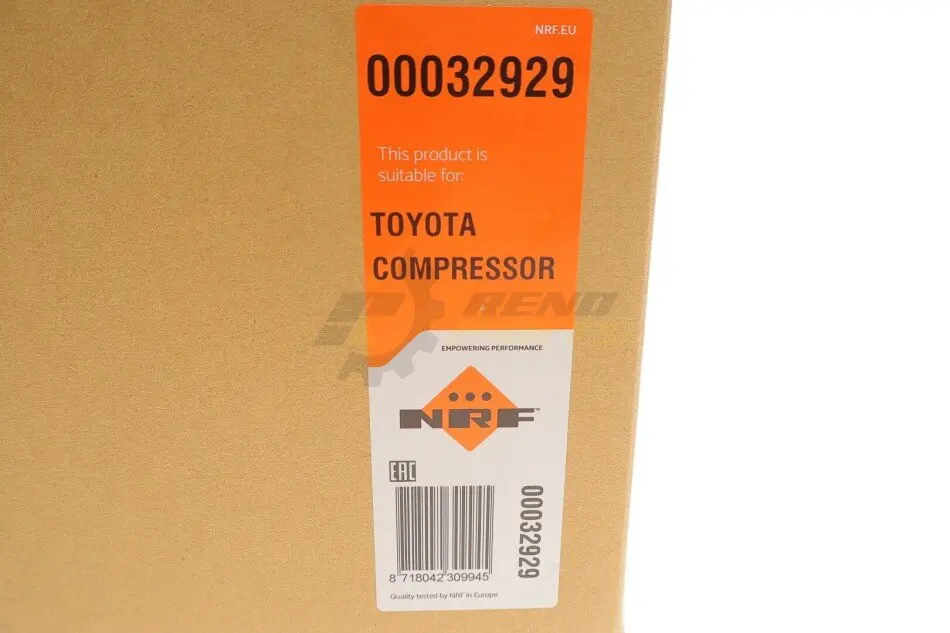 NRF.EU
00032929
This product is
suitable for:
TOYOTA
COMPRESSOR
RENO
EMPOWERING PERFORMANCE
NRF™
EAC
00032929
8 718042 309945
Quality tested by NRF in Europe